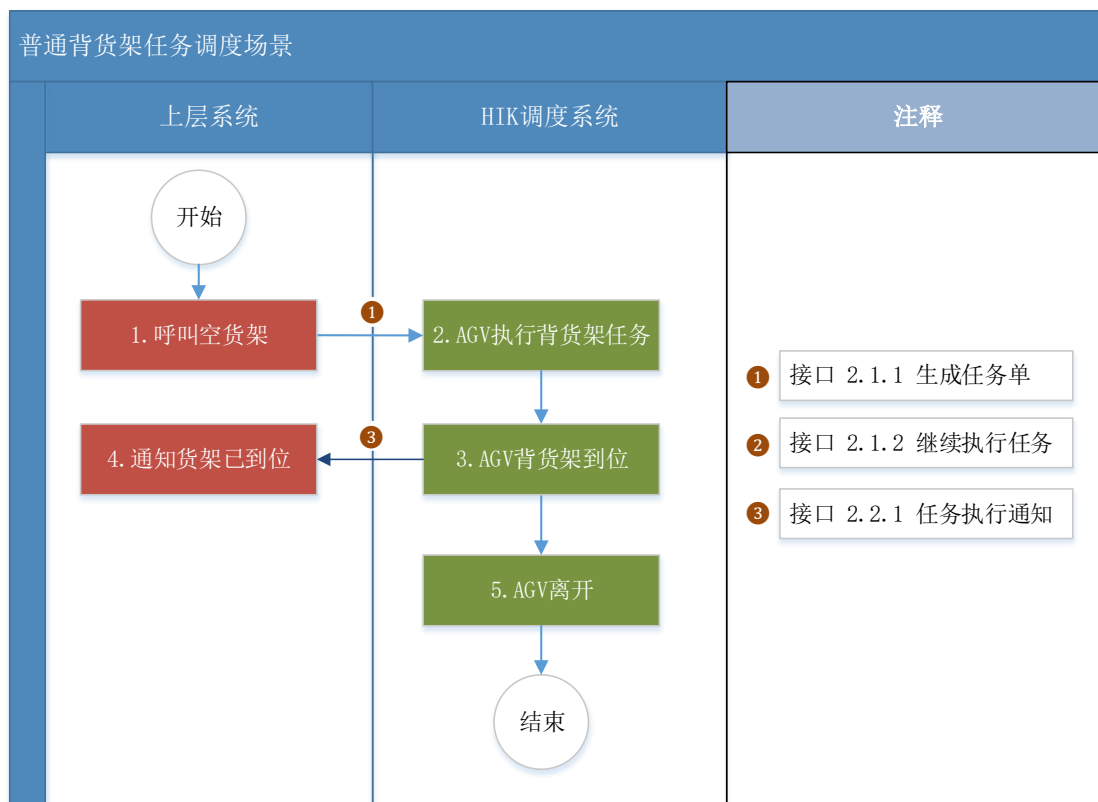 普通背货架任务调度场景
上层系统
HIK调度系统
注释
开始
1
1.呼叫空货架
2.AGV执行背货架任务
1
接口 2.1.1 生成任务单
3
4.通知货架已到位
3.AGV背货架到位
2
接口 2.1.2 继续执行任务
3
接口 2.2.1 任务执行通知
5.AGV离开
结束